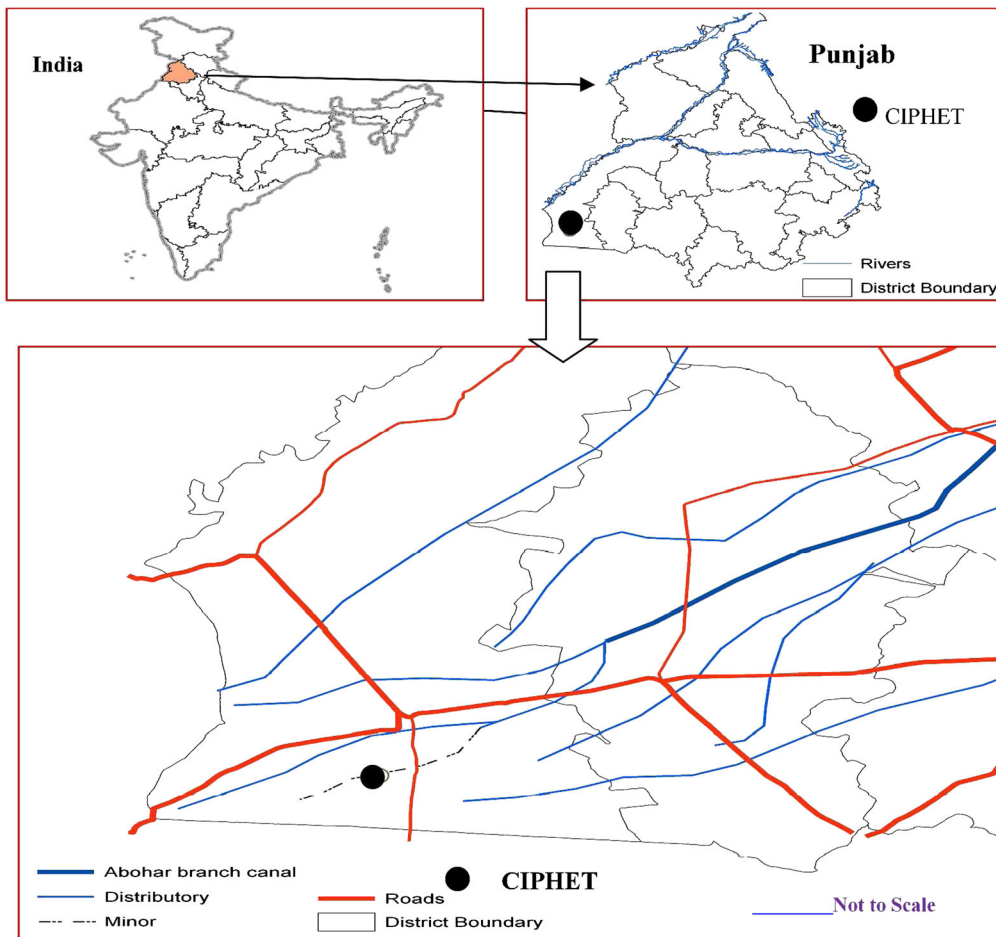 India
Punjab
CIPHET
Rivers
District Boundary
Abohar branch canal
Distributory
Minor
CIPHET
Roads
District Boundary
Not to Scale